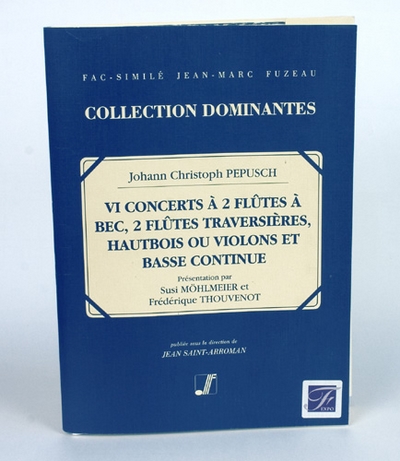 FAC-SIMILÉ JEAN-MARC FUZEAU
COLLECTION DOMINANTES
Johann Christoph PEPUSCH
VI CONCERTS À 2 FLÛTES À
BEC, 2 FLÛTES TRAVERSIÈRES,
HAUTBOIS OU VIOLONS ET
BASSE CONTINUE
Présentation par
Susi MÖHLMEIER et
Frédérique THOUVENOT
publiée sous la direction de
JEAN SAINT-ARROMAN